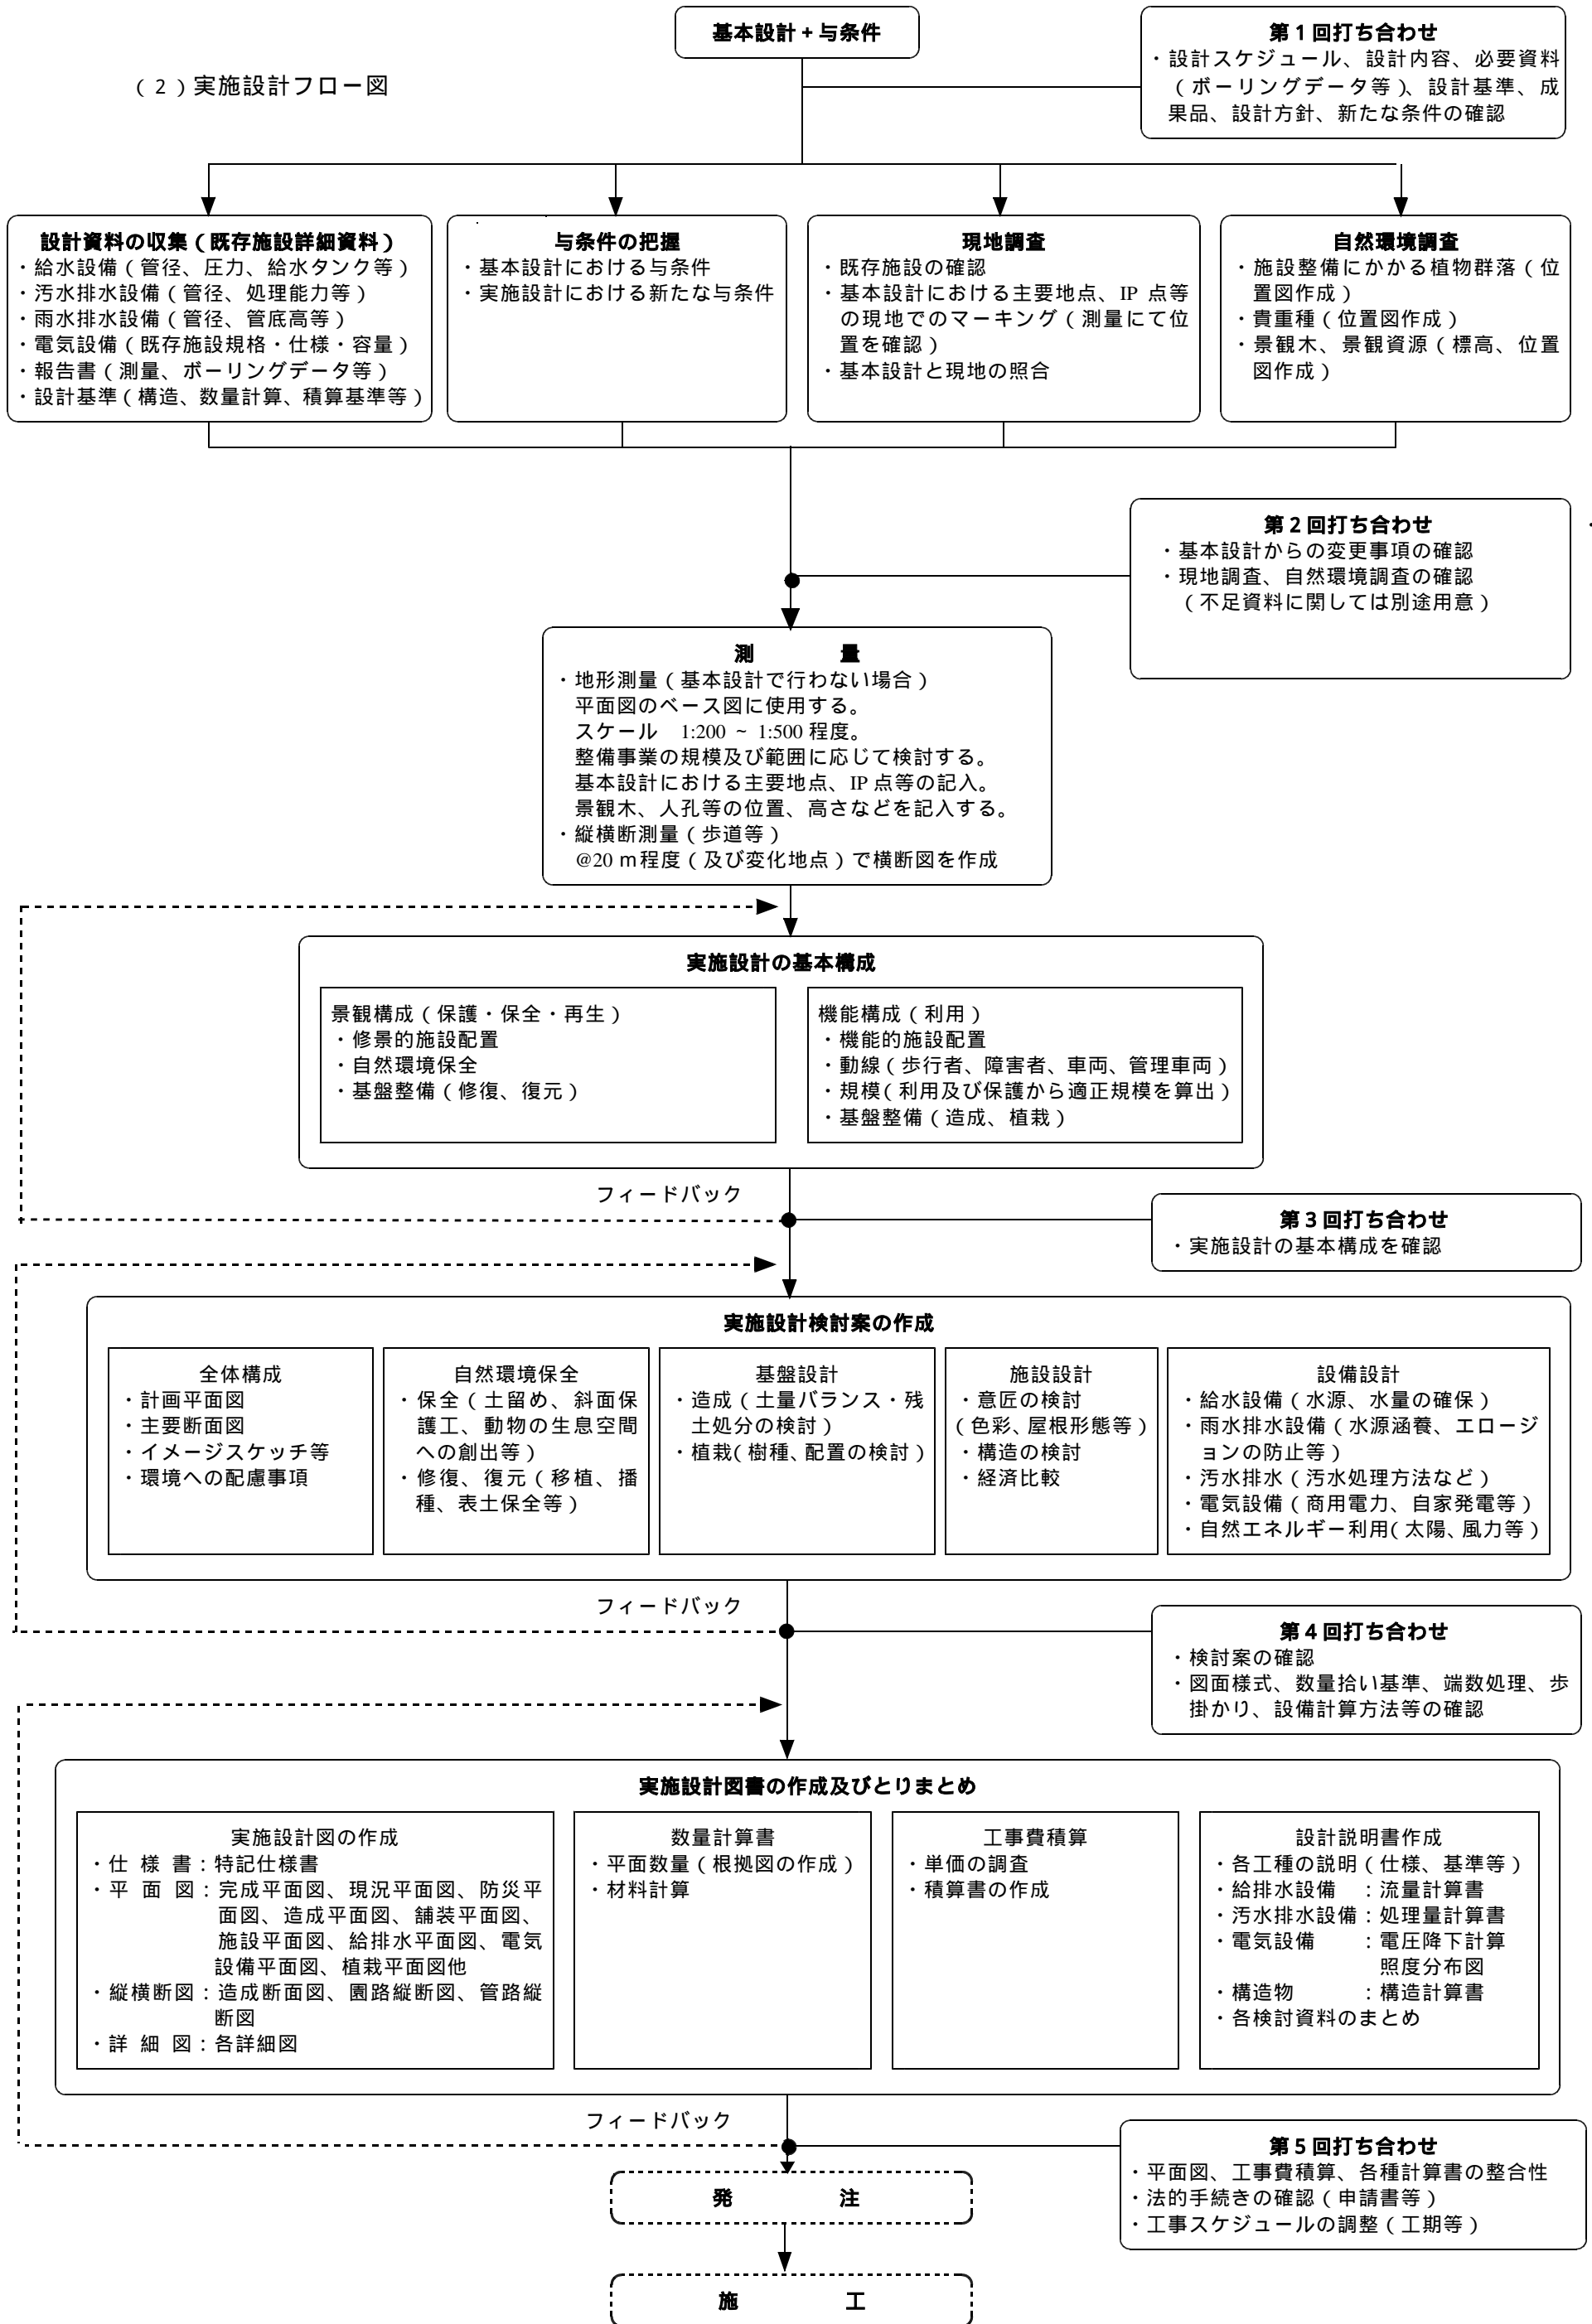 基本設計+与条件
第1回打ち合わせ
・設計スケジュール、設計内容、必要資料
(ボーリングデータ等)、設計基準、成
果品、設計方針、新たな条件の確認
(2)実施設計フロー図
設計資料の収集(既存施設詳細資料)
・給水設備(管径、圧力、給水タンク等)
・汚水排水設備(管径、処理能力等)
・雨水排水設備(管径、管底高等)
・電気設備(既存施設規格・仕様・容量)
・報告書(測量、ボーリングデータ等)
・設計基準(構造、数量計算、積算基準等)
与条件の把握
・基本設計における与条件
・実施設計における新たな与条件
現地調査
・既存施設の確認
・基本設計における主要地点、IP 点等
の現地でのマーキング(測量にて位
置を確認)
・基本設計と現地の照合
自然環境調査
・施設整備にかかる植物群落(位
置図作成)
・貴重種(位置図作成)
・景観木、景観資源(標高、位置
図作成)
第2回打ち合わせ
・基本設計からの変更事項の確認
・現地調査、自然環境調査の確認
(不足資料に関しては別途用意)
測 量
・地形測量(基本設計で行わない場合)
平面図のベース図に使用する。
スケール 1:200 ~ 1:500 程度。
整備事業の規模及び範囲に応じて検討する。
基本設計における主要地点、IP 点等の記入。
景観木、人孔等の位置、高さなどを記入する。
・縦横断測量(歩道等)
@20 m程度(及び変化地点)で横断図を作成
実施設計の基本構成
景観構成(保護・保全・再生)
・修景的施設配置
・自然環境保全
・基盤整備(修復、復元)
機能構成(利用)
・機能的施設配置
・動線(歩行者、障害者、車両、管理車両)
・規模(利用及び保護から適正規模を算出)
・基盤整備(造成、植栽)
フィードバック
第3回打ち合わせ
・実施設計の基本構成を確認
実施設計検討案の作成
全体構成
・計画平面図
・主要断面図
・イメージスケッチ等
・環境への配慮事項
自然環境保全
・保全(土留め、斜面保
護工、動物の生息空間
への創出等)
・修復、復元(移植、播
種、表土保全等)
基盤設計
・造成(土量バランス・残
土処分の検討)
・植栽(樹種、配置の検討)
施設設計
・意匠の検討
(色彩、屋根形態等)
・構造の検討
・経済比較
設備設計
・給水設備(水源、水量の確保)
・雨水排水設備(水源涵養、エロージ
ョンの防止等)
・汚水排水(汚水処理方法など)
・電気設備(商用電力、自家発電等)
・自然エネルギー利用(太陽、風力等)
フィードバック
第4回打ち合わせ
・検討案の確認
・図面様式、数量拾い基準、端数処理、歩
掛かり、設備計算方法等の確認
実施設計図書の作成及びとりまとめ
実施設計図の作成
・仕 様 書:特記仕様書
・平 面 図:完成平面図、現況平面図、防災平
面図、造成平面図、舗装平面図、
施設平面図、給排水平面図、電気
設備平面図、植栽平面図他
・縦横断図:造成断面図、園路縦断図、管路縦
断図
・詳 細 図:各詳細図
数量計算書
・平面数量(根拠図の作成)
・材料計算
工事費積算
・単価の調査
・積算書の作成
設計説明書作成
・各工種の説明(仕様、基準等)
・給排水設備 :流量計算書
・汚水排水設備:処理量計算書
・電気設備 :電圧降下計算
照度分布図
・構造物 :構造計算書
・各検討資料のまとめ
フィードバック
第5回打ち合わせ
・平面図、工事費積算、各種計算書の整合性
・法的手続きの確認(申請書等)
・工事スケジュールの調整(工期等)
発 注
施 工